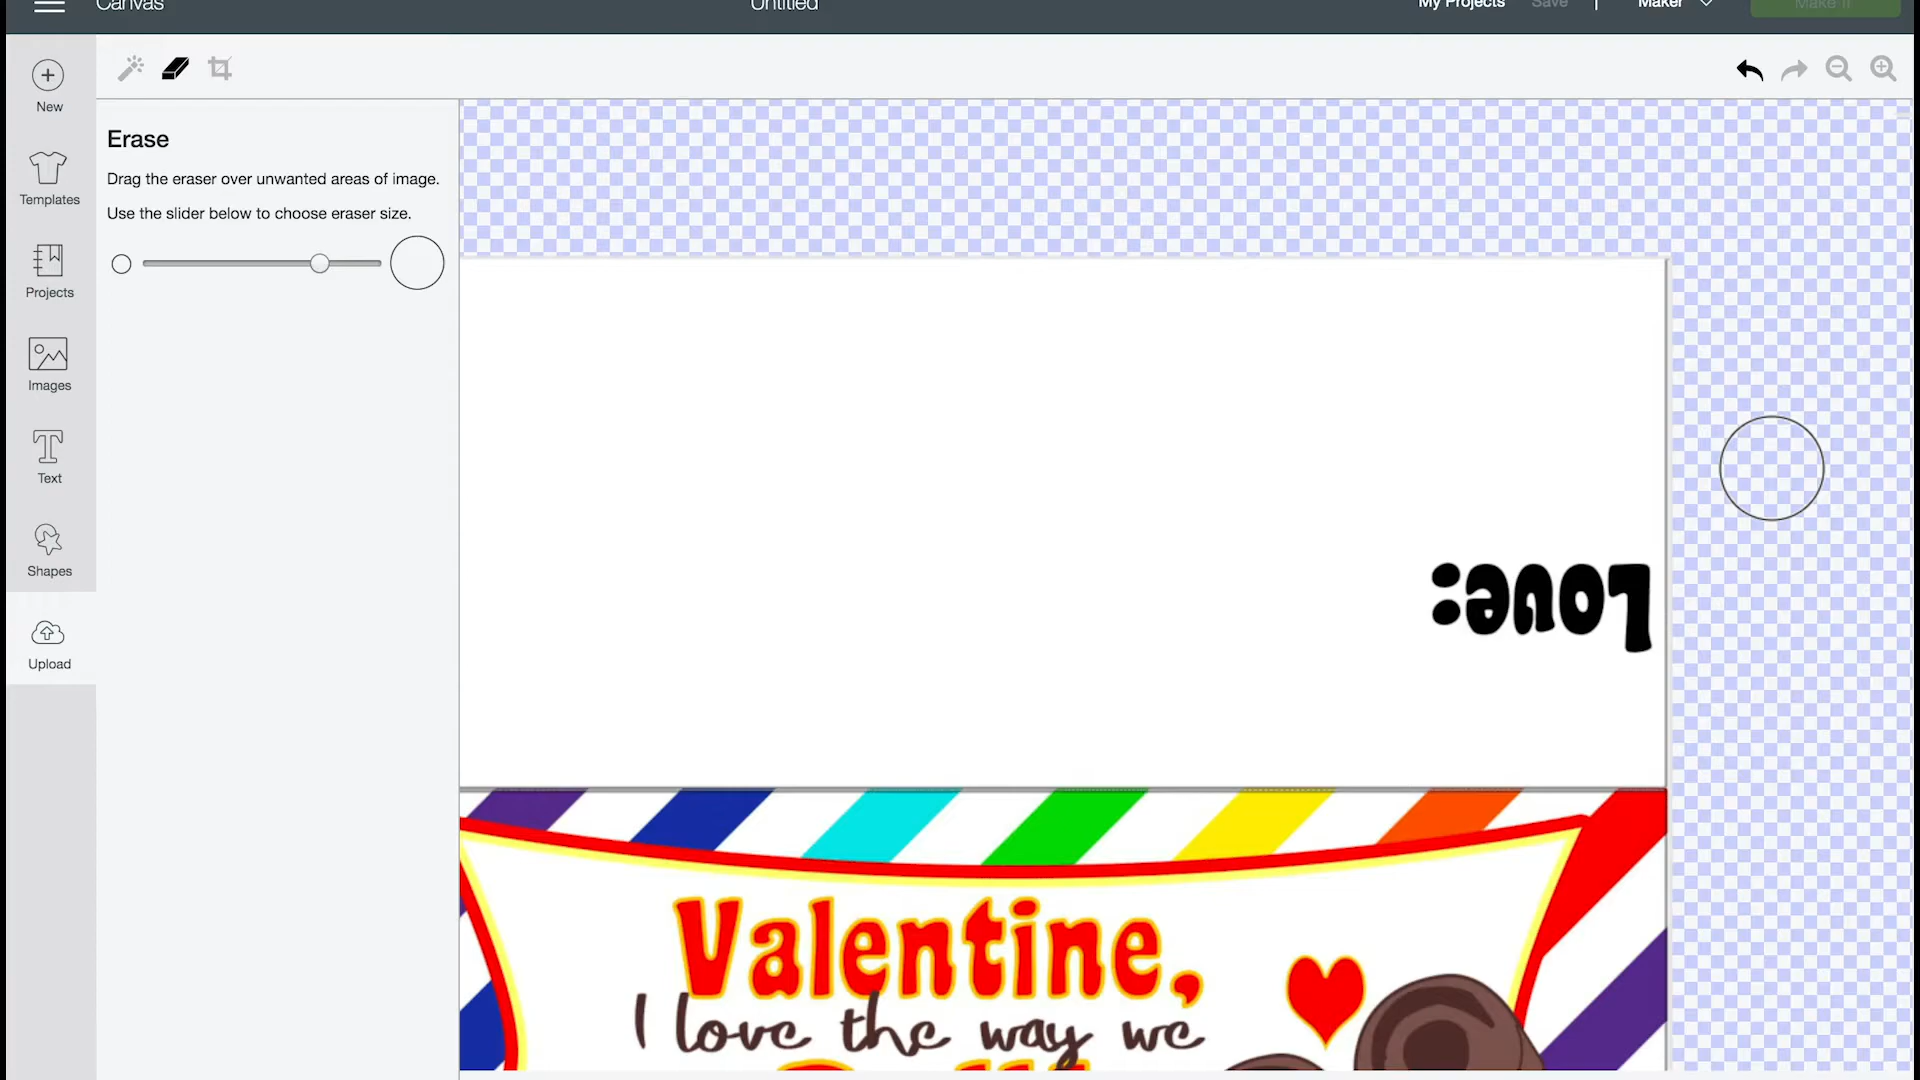 Canvas
Untitled
My Projects
Save
|
Maker
Make It
New
Templates
Projects
Images
Text
Shapes
Upload
Erase
Drag the eraser over unwanted areas of image.
Use the slider below to choose eraser size.
Love:
Valentine,
I love the way we